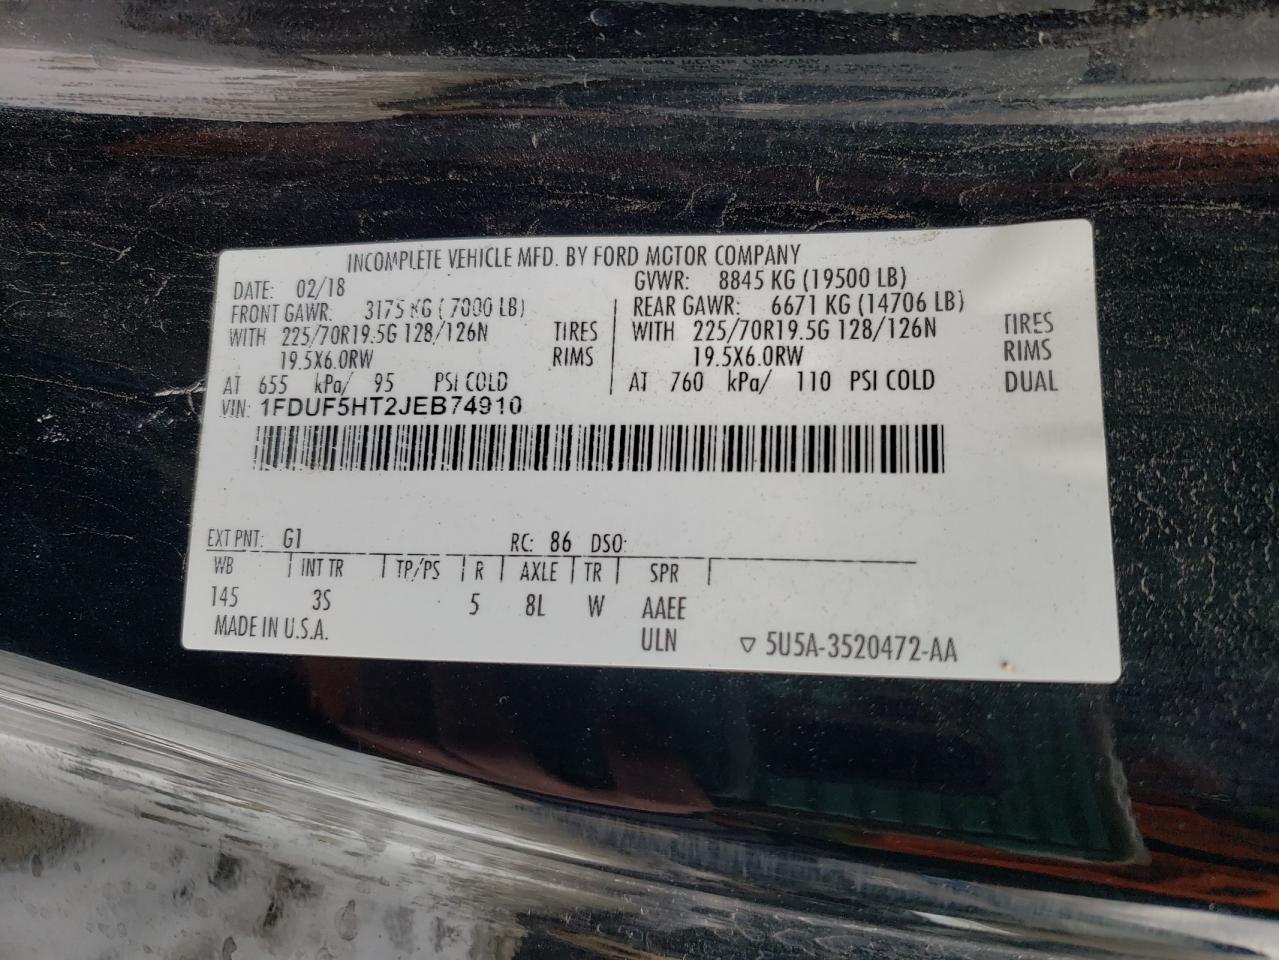 INCOMPLETE VEHICLE MFD. BY FORD MOTOR COMPANY
DATE: 02/18 GVWR: 8845 KG (19500 LB)
FRONT GAWR: 3175 KG (7000 LB) REAR GAWR: 6671 KG (14706 LB)
WITH 225/70R19.5G 128/126N TIRES WITH 225/70R19.5G 128/126N TIRES
19.5X6.0RW RIMS 19.5X6.0RW RIMS
AT 655 kPa/ 95 PSI COLD AT 760 kPa/ 110 PSI COLD DUAL
VIN: 1FDUF5HT2JEB74910
EXT PNT: G1 RC: 86 DSO:
WB INT TR TP/PS R AXLE TR SPR
145 3S 5 8L W AAEE
MADE IN U.S.A. ULN ▽ 5U5A-3520472-AA